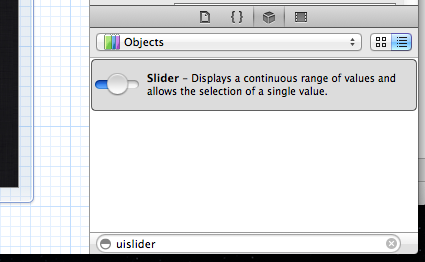 { }
Objects
Slider – Displays a continuous range of values and
allows the selection of a single value.
uislider